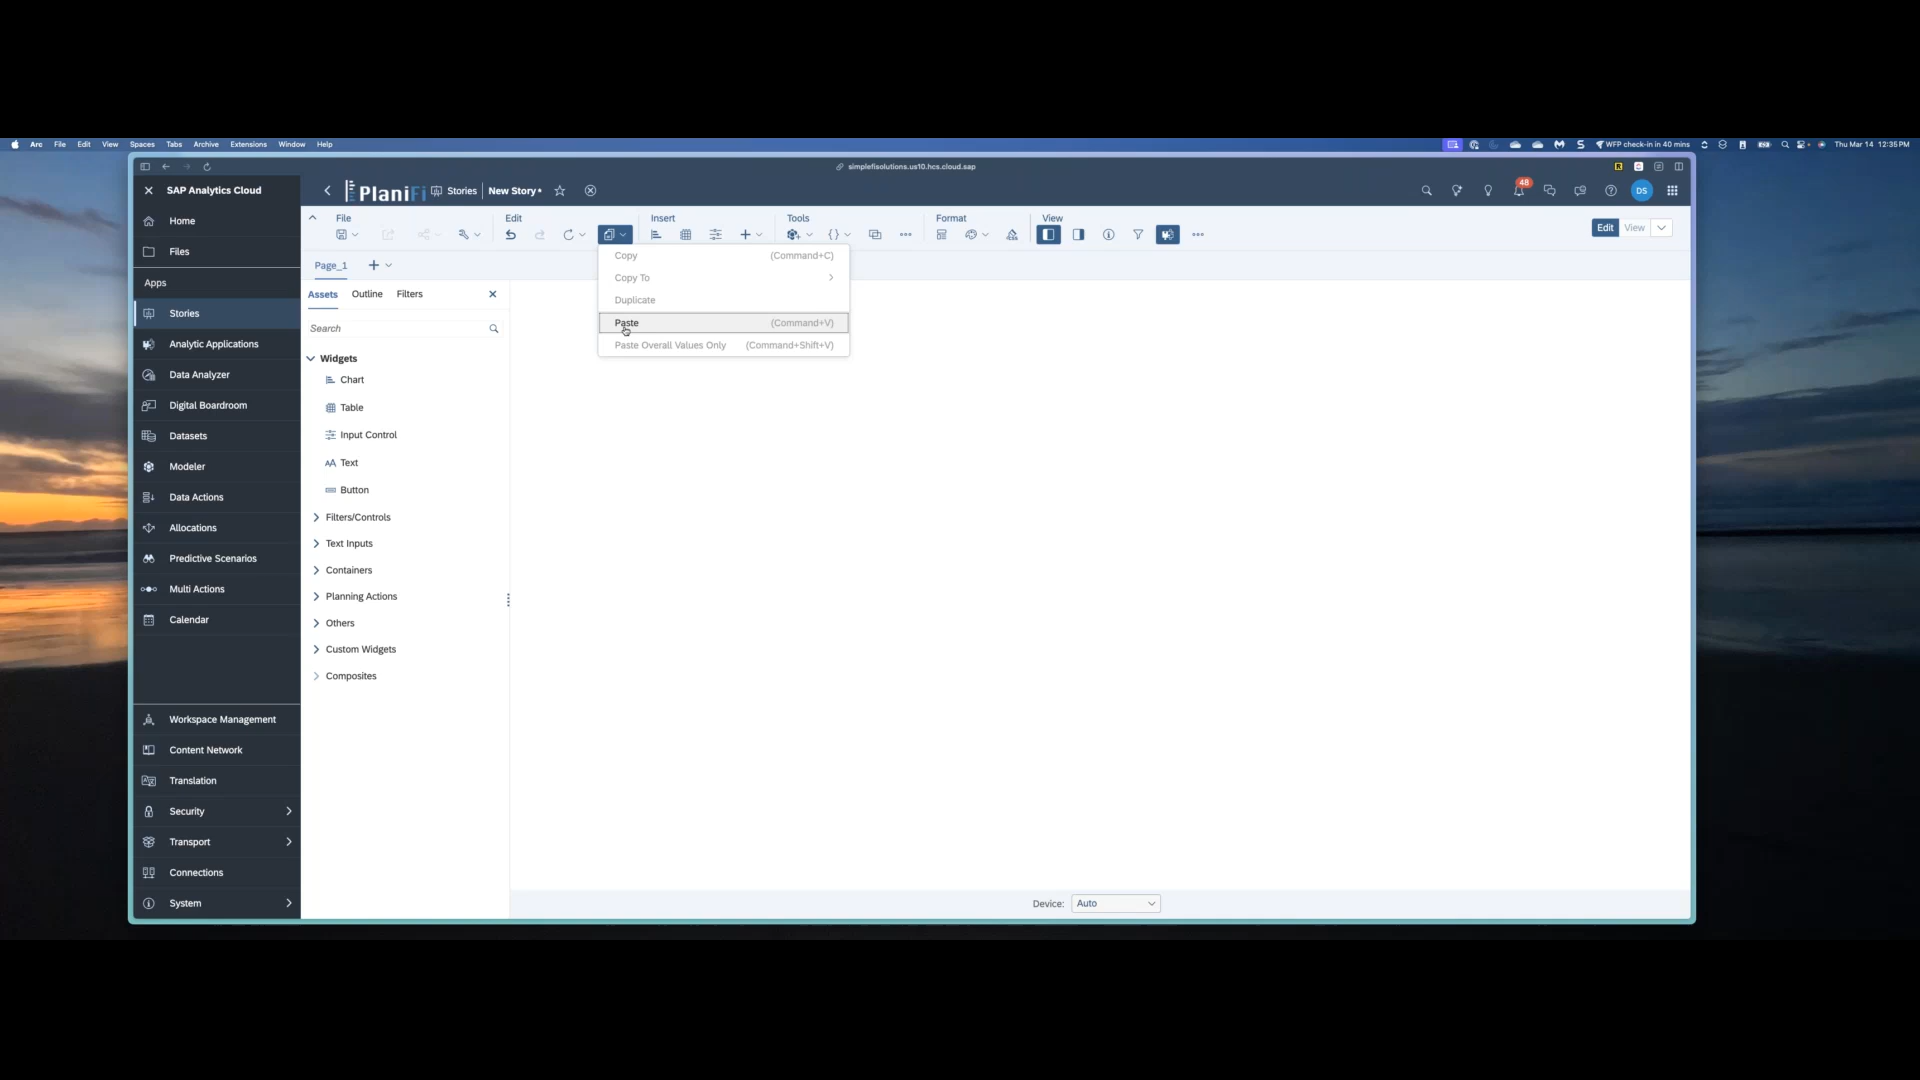 Arc File Edit View Spaces Tabs Archive Extensions Window Help
WFP check-in in 40 mins
Thu Mar 14 12:35 PM
simplefisolutions.us10.hcs.cloud.sap
SAP Analytics Cloud
PlaniFi Stories New Story*
48
DS
Home
Files
Apps
Stories
Analytic Applications
Data Analyzer
Digital Boardroom
Datasets
Modeler
Data Actions
Allocations
Predictive Scenarios
Multi Actions
Calendar
Workspace Management
Content Network
Translation
Security
Transport
Connections
System
File Edit Insert Tools Format View
Edit View
Page_1
Assets Outline Filters
Search
Widgets
Chart
Table
Input Control
AA Text
Button
Filters/Controls
Text Inputs
Containers
Planning Actions
Others
Custom Widgets
Composites
Copy (Command+C)
Copy To
Duplicate
Paste (Command+V)
Paste Overall Values Only (Command+Shift+V)
Device: Auto